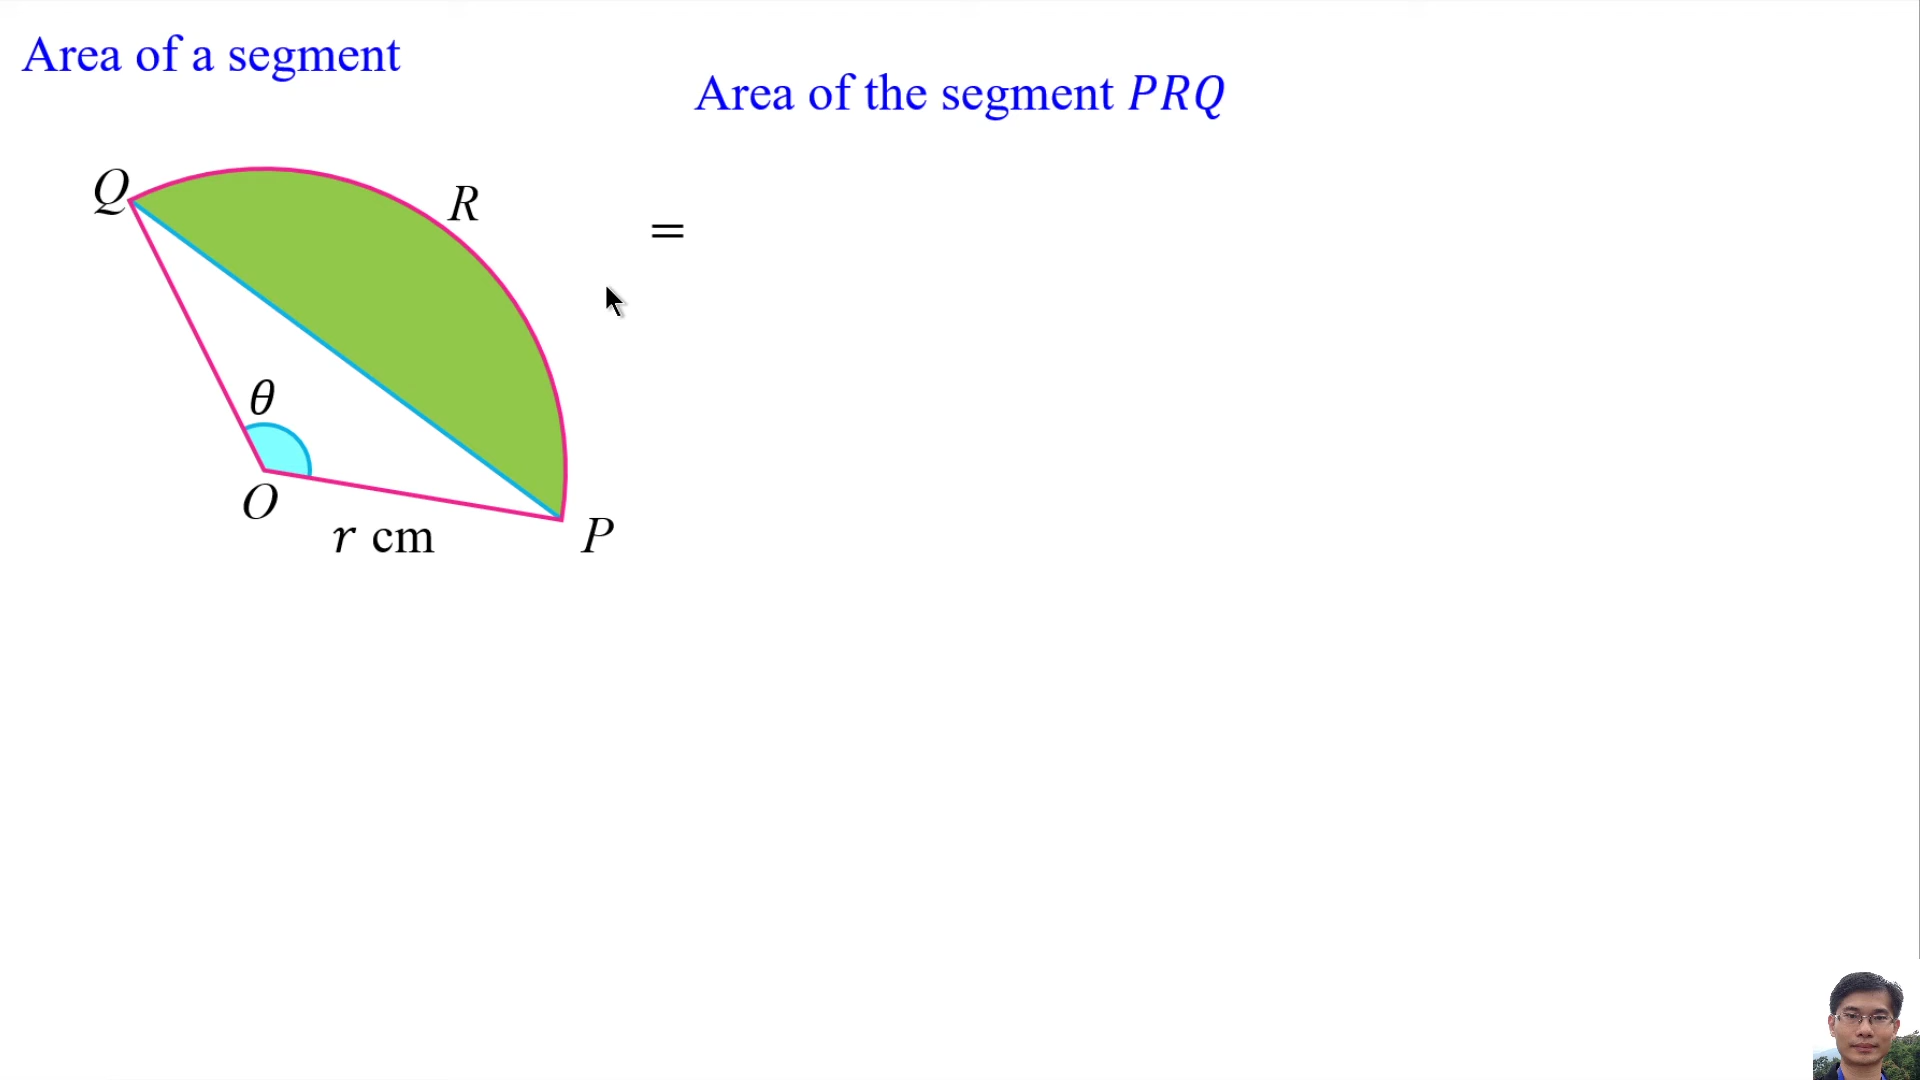 Area of a segment
Area of the segment PRQ
Q
R
=
θ
O
r cm
P